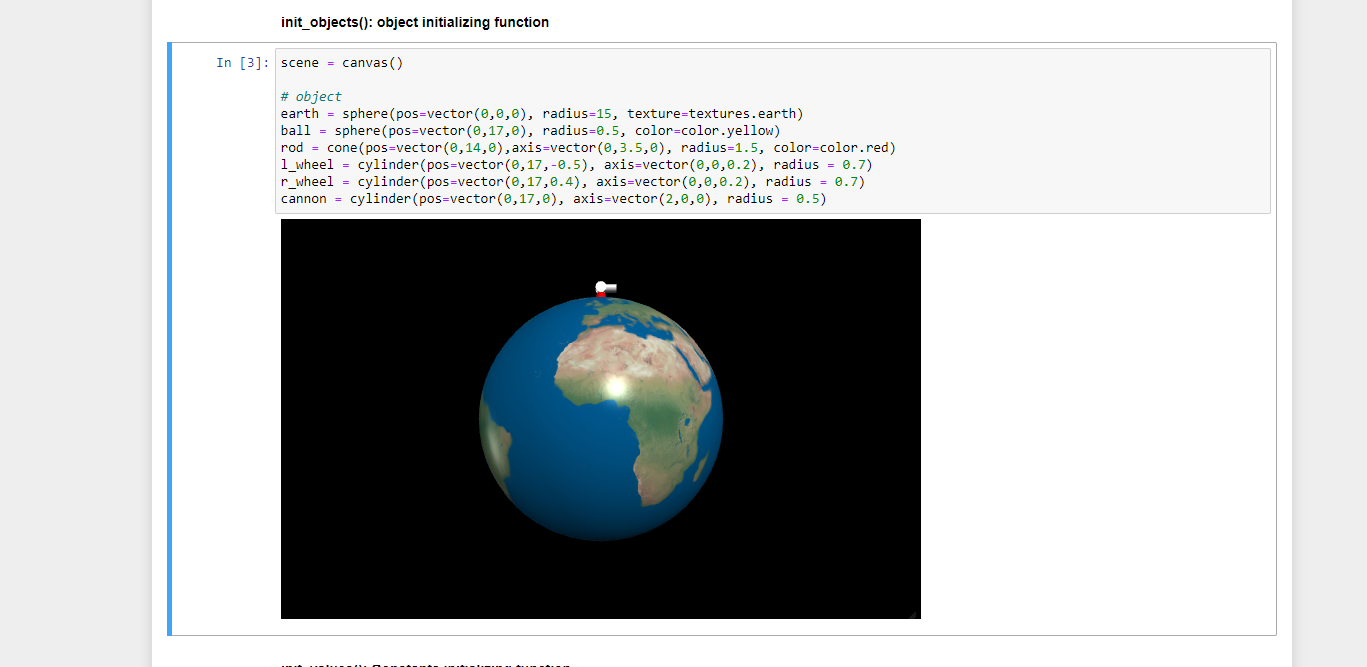 init_objects(): object initializing function
In [3]: scene = canvas()
# object
earth = sphere(pos=vector(0,0,0), radius=15, texture=textures.earth)
ball = sphere(pos=vector(0,17,0), radius=0.5, color=color.yellow)
rod = cone(pos=vector(0,14,0),axis=vector(0,3.5,0), radius=1.5, color=color.red)
l_wheel = cylinder(pos=vector(0,17,-0.5), axis=vector(0,0,0.2), radius = 0.7)
r_wheel = cylinder(pos=vector(0,17,0.4), axis=vector(0,0,0.2), radius = 0.7)
cannon = cylinder(pos=vector(0,17,0), axis=vector(2,0,0), radius = 0.5)